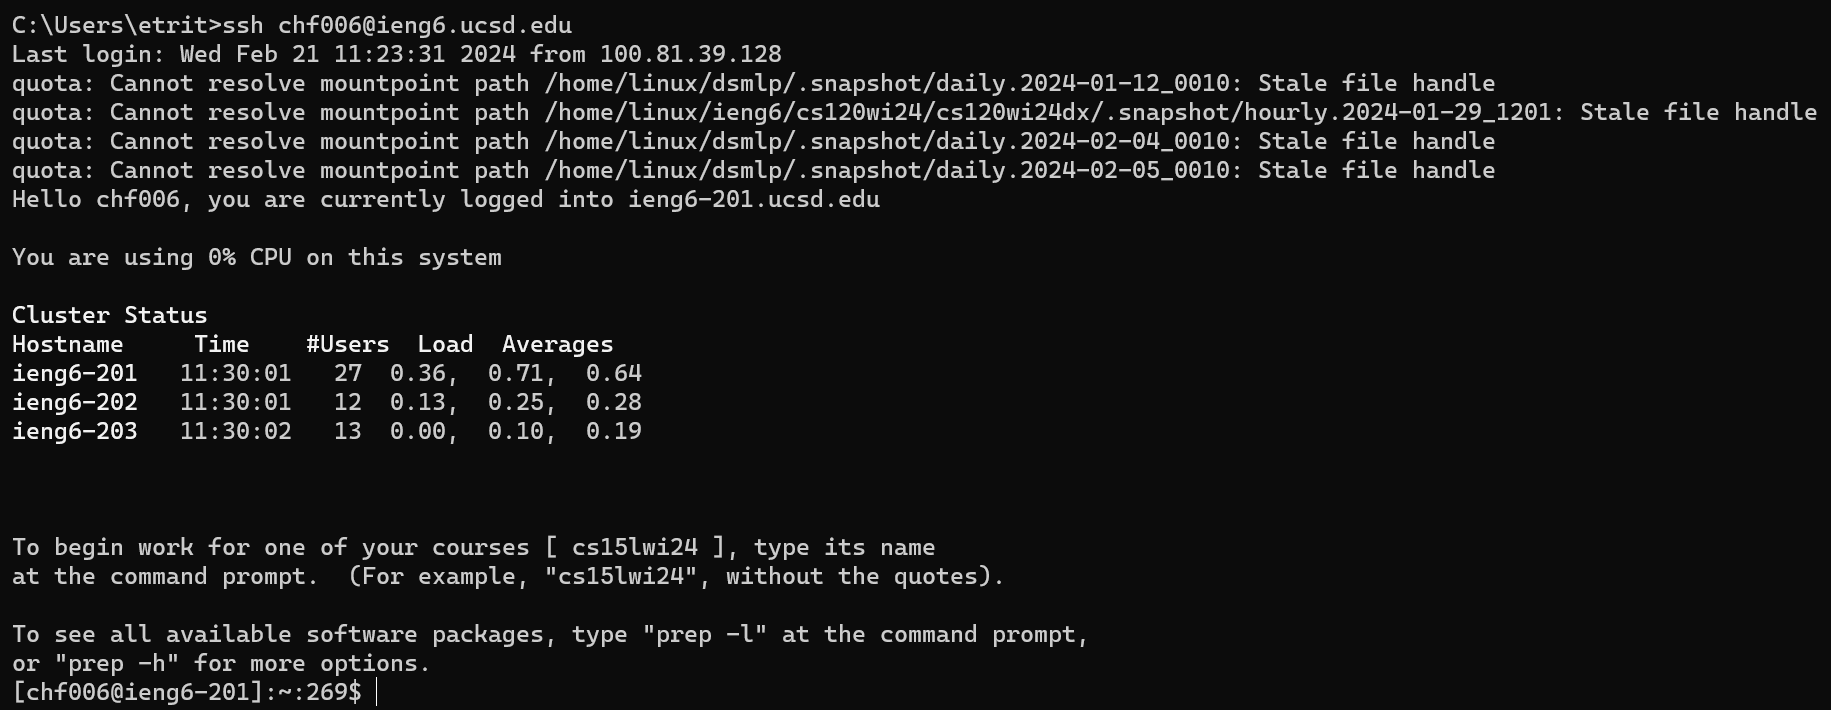 C:\Users\etrit>ssh chf006@ieng6.ucsd.edu
Last login: Wed Feb 21 11:23:31 2024 from 100.81.39.128
quota: Cannot resolve mountpoint path /home/linux/dsmlp/.snapshot/daily.2024-01-12_0010: Stale file handle
quota: Cannot resolve mountpoint path /home/linux/ieng6/cs120wi24/cs120wi24dx/.snapshot/hourly.2024-01-29_1201: Stale file handle
quota: Cannot resolve mountpoint path /home/linux/dsmlp/.snapshot/daily.2024-02-04_0010: Stale file handle
quota: Cannot resolve mountpoint path /home/linux/dsmlp/.snapshot/daily.2024-02-05_0010: Stale file handle
Hello chf006, you are currently logged into ieng6-201.ucsd.edu

You are using 0% CPU on this system

Cluster Status
Hostname     Time    #Users  Load  Averages
ieng6-201   11:30:01   27  0.36,  0.71,  0.64
ieng6-202   11:30:01   12  0.13,  0.25,  0.28
ieng6-203   11:30:02   13  0.00,  0.10,  0.19

To begin work for one of your courses [ cs15lwi24 ], type its name
at the command prompt.  (For example, "cs15lwi24", without the quotes).

To see all available software packages, type "prep -l" at the command prompt,
or "prep -h" for more options.
[chf006@ieng6-201]:~:269$